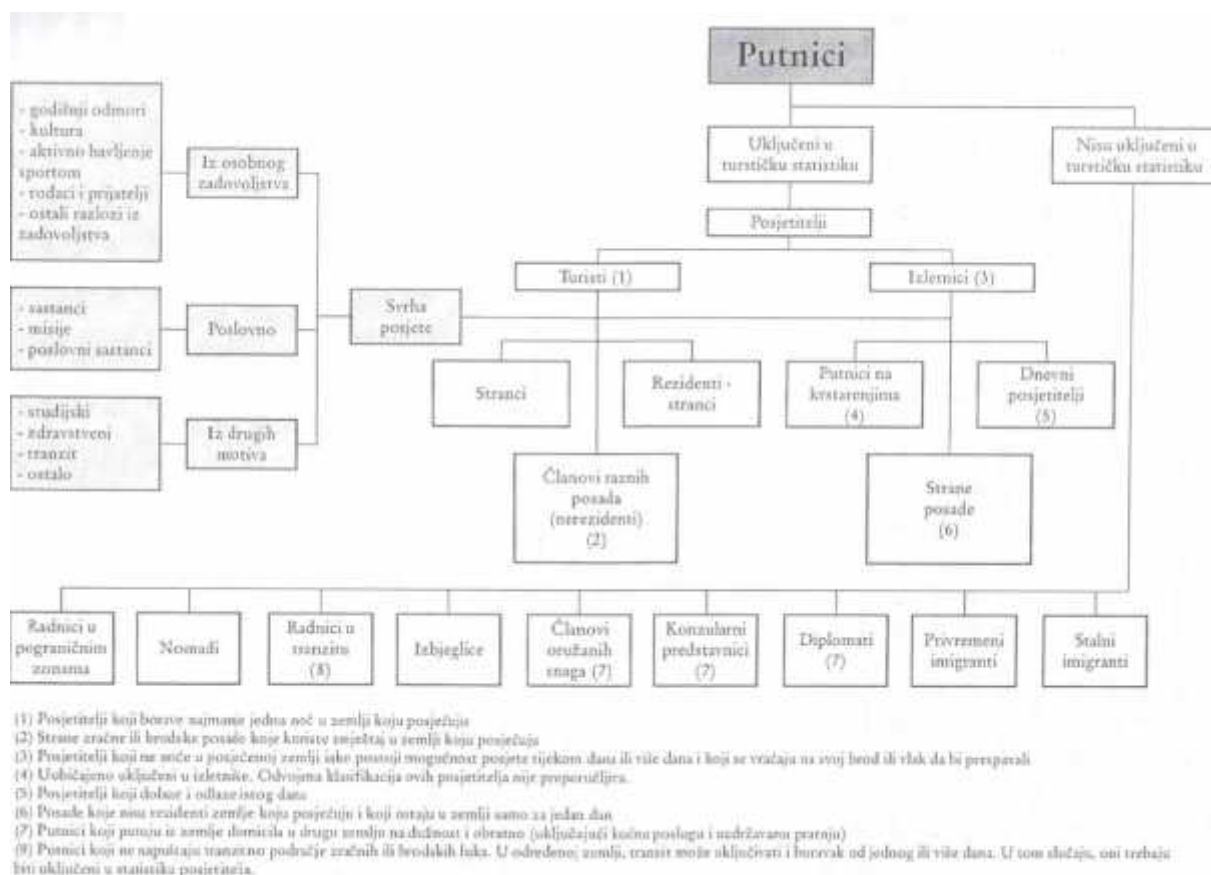 Putnici
Uključeni u
turstičku statistiku
Nisu uključeni u
turstičku statistiku
Posjetitelji
Turisti (1)
Izletnici (3)
- godišnji odmori
- kultura
- aktivno bavljenje
sportom
- rođaci i prijatelji
- ostali razlozi iz
zadovoljstva
Iz osobnog
zadovoljstva
- sastanci
- misije
- poslovni sastanci
Poslovno
Svrha
posjete
- studijski
- zdravstveni
- tranzit
- ostalo
Iz drugih
motiva
Stranci
Rezidenti -
stranci
Putnici na
krstarenjima
(4)
Dnevni
posjetitelji
(5)
Članovi raznih
posada
(nerezidenti)
(2)
Strane
posade
(6)
Radnici u
pograničnim
zonama
Nomadi
Radnici u
tranzitu
(8)
Izbjeglice
Članovi
oružanih
snaga (7)
Konzularni
predstavnici
(7)
Diplomati
(7)
Privremeni
imigranti
Stalni
imigranti
(1) Posjetitelji koji borave najmanje jedna noć u zemlji koju posjećuju
(2) Strane zračne ili brodske posade koje koriste smještaj u zemlji koju posjećuju
(3) Posjetitelji koji ne noće u posjećenoj zemlji iako postoji mogućnost posjete tijekom dana ili više dana i koji se vraćaju na svoj brod ili vlak da bi prespavali
(4) Uobičajeno uključeni u izletnike. Odvojena klasifikacija ovih posjetitelja nije preporučljiva.
(5) Posjetitelji koji dolaze i odlaze istog dana
(6) Posade koje nisu rezidenti zemlje koju posjećuju i koji ostaju u zemlji samo za jedan dan
(7) Putnici koji putuju iz zemlje domicila u drugu zemlju na dužnost i obratno (uključujući kućnu poslugu i uzdržavanu pratnju)
(8) Putnici koji ne napuštaju tranzitno područje zračnih ili brodskih luka. U određenoj zemlji, tranzit može uključivati i boravak od jednog ili više dana. U tom slučaju, oni trebaju
biti uključeni u statistiku posjetitelja.